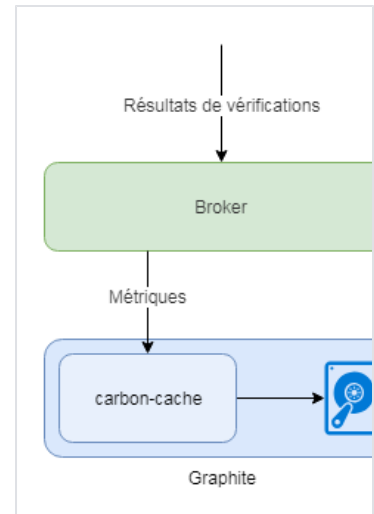 Résultats de vérifications
Broker
Métriques
carbon-cache
Graphite